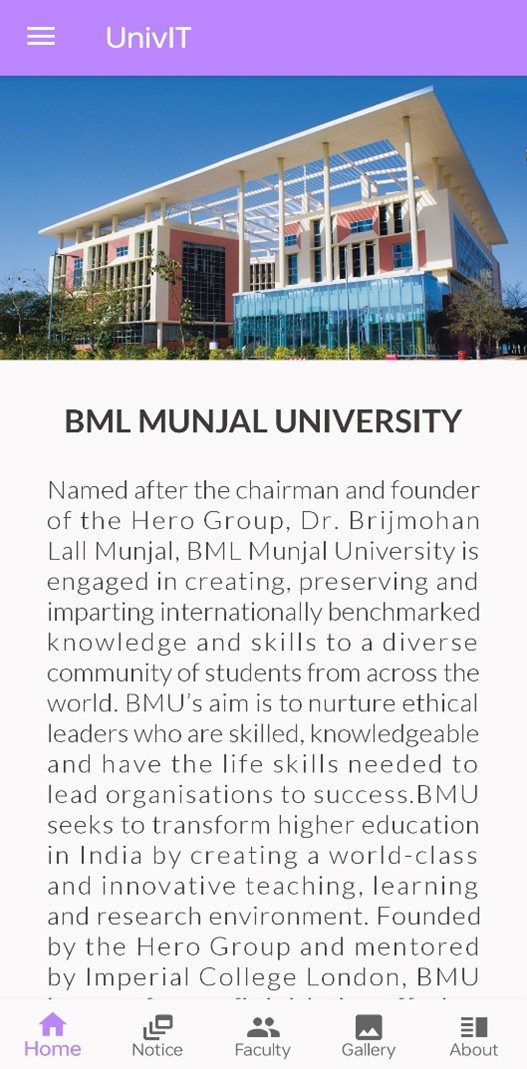 UnivIT
BML MUNJAL UNIVERSITY
Named after the chairman and founder
of the Hero Group, Dr. Brijmohan
Lall Munjal, BML Munjal University is
engaged in creating, preserving and
imparting internationally benchmarked
knowledge and skills to a diverse
community of students from across the
world. BMU’s aim is to nurture ethical
leaders who are skilled, knowledgeable
and have the life skills needed to
lead organisations to success.BMU
seeks to transform higher education
in India by creating a world-class
and innovative teaching, learning
and research environment. Founded
by the Hero Group and mentored
by Imperial College London, BMU
Home Notice Faculty Gallery About